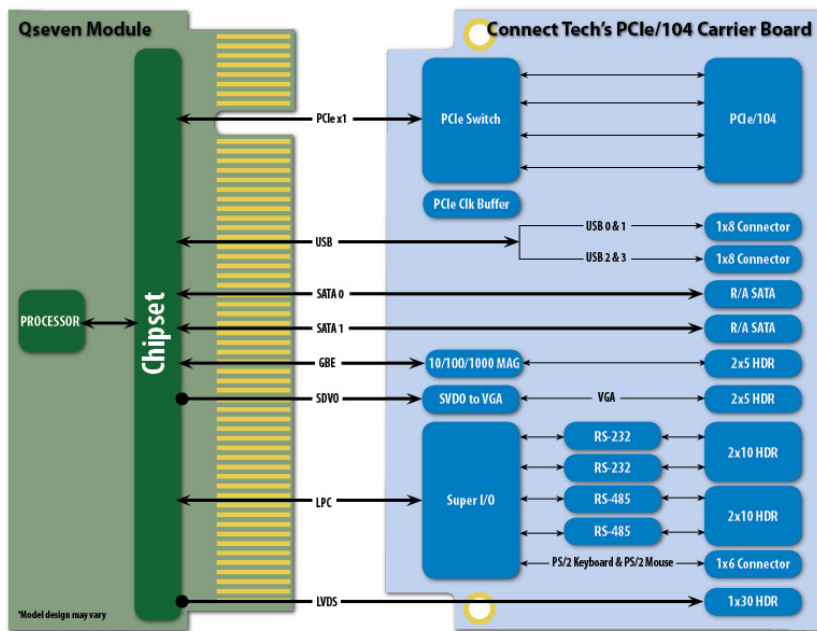 Qseven Module
Connect Tech's PCIe/104 Carrier Board
PCIe x1
PCIe Switch
PCIe/104
PCIe Clk Buffer
USB
USB 0 & 1
1x8 Connector
USB 2 & 3
1x8 Connector
SATA 0
R/A SATA
PROCESSOR
Chipset
SATA 1
R/A SATA
GBE
10/100/1000 MAG
2x5 HDR
SDVO
SVDO to VGA
VGA
2x5 HDR
RS-232
2x10 HDR
RS-232
LPC
Super I/O
RS-485
2x10 HDR
RS-485
PS/2 Keyboard & PS/2 Mouse
1x6 Connector
LVDS
1x30 HDR
*Model design may vary